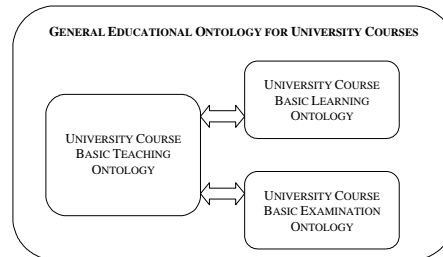 GENERAL EDUCATIONAL ONTOLOGY FOR UNIVERSITY COURSES
UNIVERSITY COURSE
BASIC TEACHING
ONTOLOGY
UNIVERSITY COURSE
BASIC LEARNING
ONTOLOGY
UNIVERSITY COURSE
BASIC EXAMINATION
ONTOLOGY